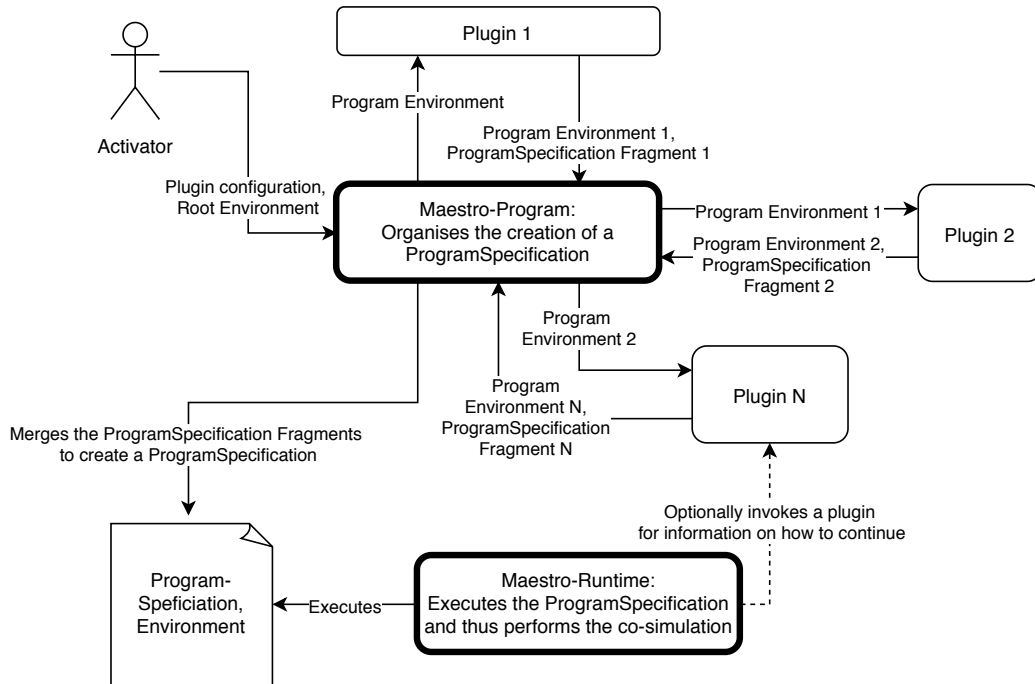 Plugin 1
Activator
Program Environment
Program Environment 1,
ProgramSpecification Fragment 1
Plugin configuration,
Root Environment
Maestro-Program:
Organises the creation of a
ProgramSpecification
Program Environment 1
Plugin 2
Program Environment 2,
ProgramSpecification
Fragment 2
Program
Environment 2
Plugin N
Program
Environment N,
ProgramSpecification
Fragment N
Merges the ProgramSpecification Fragments
to create a ProgramSpecification
Optionally invokes a plugin
for information on how to continue
Program-
Speficiation,
Environment
Executes
Maestro-Runtime:
Executes the ProgramSpecification
and thus performs the co-simulation